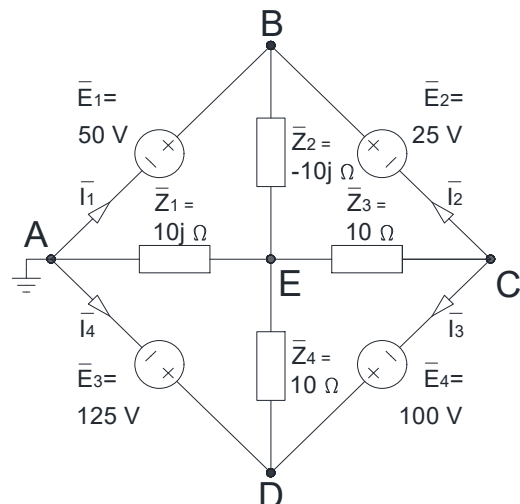 B
E̅1=
50 V
E̅2=
25 V
Z̅2 =
-10j Ω
I̅1
Z̅1 =
10j Ω
Z̅3 =
10 Ω
I̅2
A
E
C
I̅4
I̅3
E̅3=
125 V
Z̅4 =
10 Ω
E̅4=
100 V
D